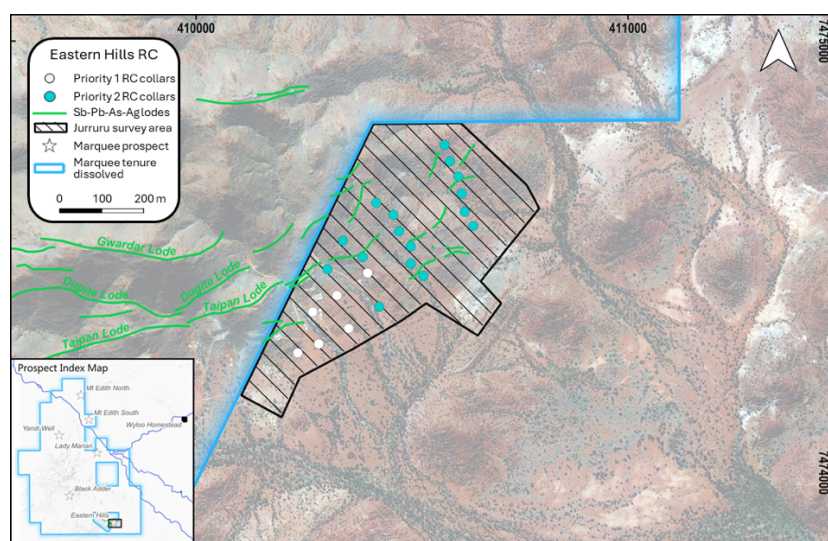 410000
411000
7475000
Eastern Hills RC
Priority 1 RC collars
Priority 2 RC collars
Sb-Pb-As-Ag lodes
Jurruru survey area
Marquee prospect
Marquee tenure
dissolved
0 100 200 m
Gwardar Lode
Dugite Lode
Dugite Lode
Taipan Lode
Taipan Lode
7474000
Prospect Index Map
Mt Edith North
Mt Edith South
Wyloo Homestead
Yandi Well
Lady Marian
Black Adder
Eastern Hills